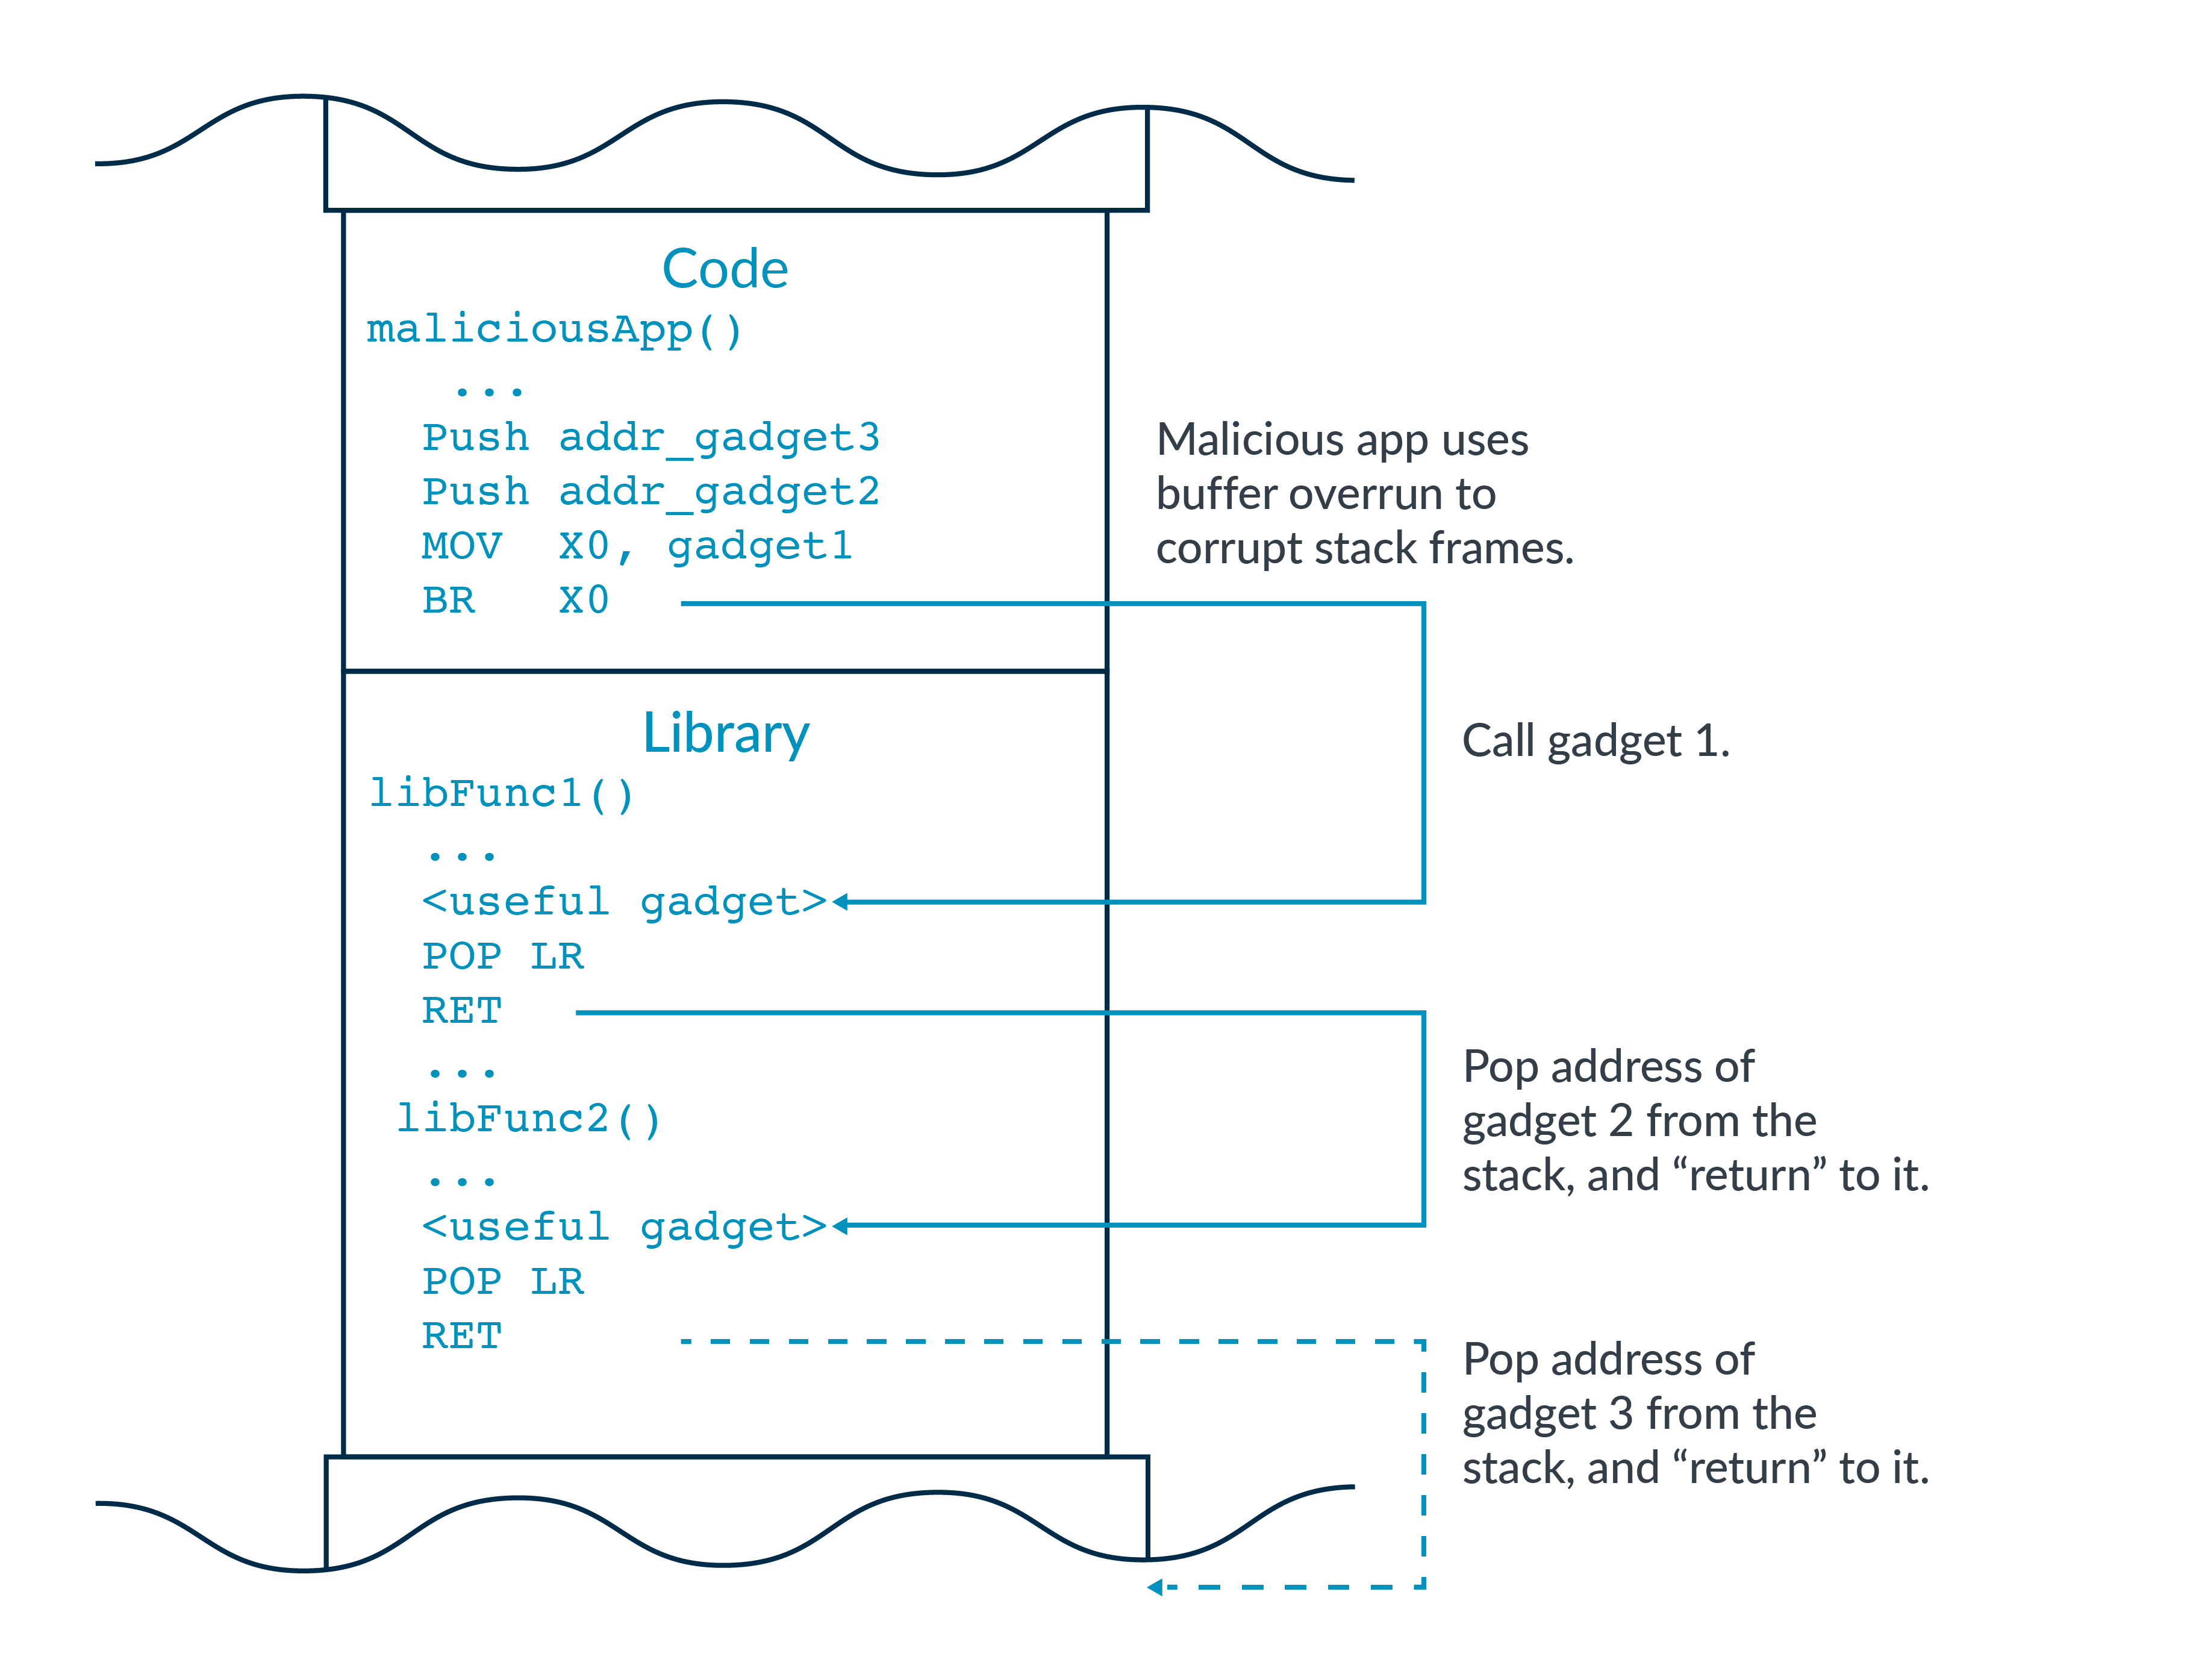 Code
maliciousApp()
...
Push addr_gadget3
Push addr_gadget2
MOV X0, gadget1
BR X0
Malicious app uses
buffer overrun to
corrupt stack frames.
Call gadget 1.
Library
libFunc1()
...
<useful gadget>
POP LR
RET
...
libFunc2()
...
<useful gadget>
POP LR
RET
Pop address of
gadget 2 from the
stack, and “return” to it.
Pop address of
gadget 3 from the
stack, and “return” to it.